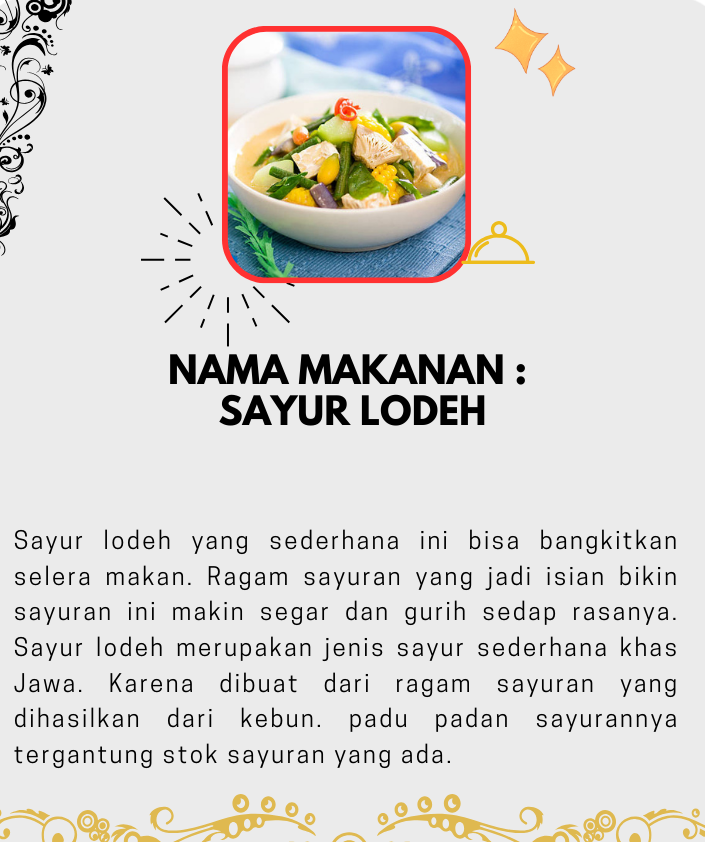 NAMA MAKANAN :
SAYUR LODEH
Sayur lodeh yang sederhana ini bisa bangkitkan
selera makan. Ragam sayuran yang jadi isian bikin
sayuran ini makin segar dan gurih sedap rasanya.
Sayur lodeh merupakan jenis sayur sederhana khas
Jawa. Karena dibuat dari ragam sayuran yang
dihasilkan dari kebun. padu padan sayurannya
tergantung stok sayuran yang ada.